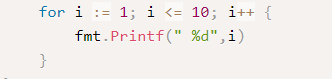 for i := 1; i <= 10; i++ {
    fmt.Printf(" %d",i)
}